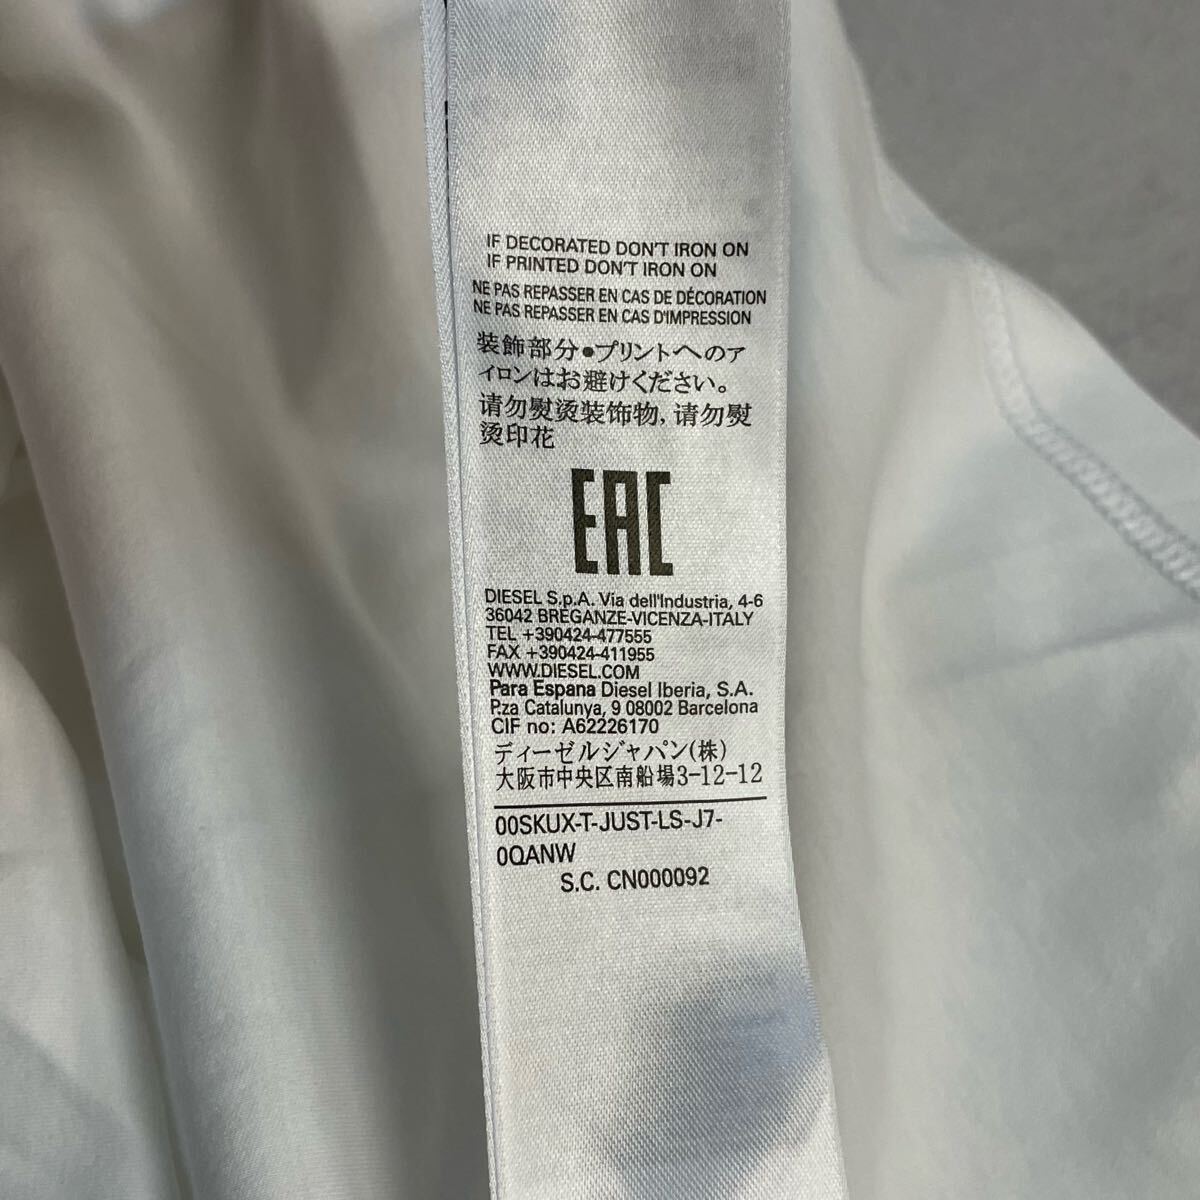 IF DECORATED DON'T IRON ON
IF PRINTED DON'T IRON ON
NE PAS REPASSER EN CAS DE DÉCORATION
NE PAS REPASSER EN CAS D'IMPRESSION
装飾部分●プリントへのア
イロンはお避けください。
请勿熨烫装饰物,请勿熨
烫印花
EAC
DIESEL S.p.A. Via dell'Industria, 4-6
36042 BREGANZE-VICENZA-ITALY
TEL +390424-477555
FAX +390424-411955
WWW.DIESEL.COM
Para Espana Diesel Iberia, S.A.
P.za Catalunya, 9 08002 Barcelona
CIF no: A62226170
ディーゼルジャパン(株)
大阪市中央区南船場3-12-12
00SKUX-T-JUST-LS-J7-
0QANW
S.C. CN000092